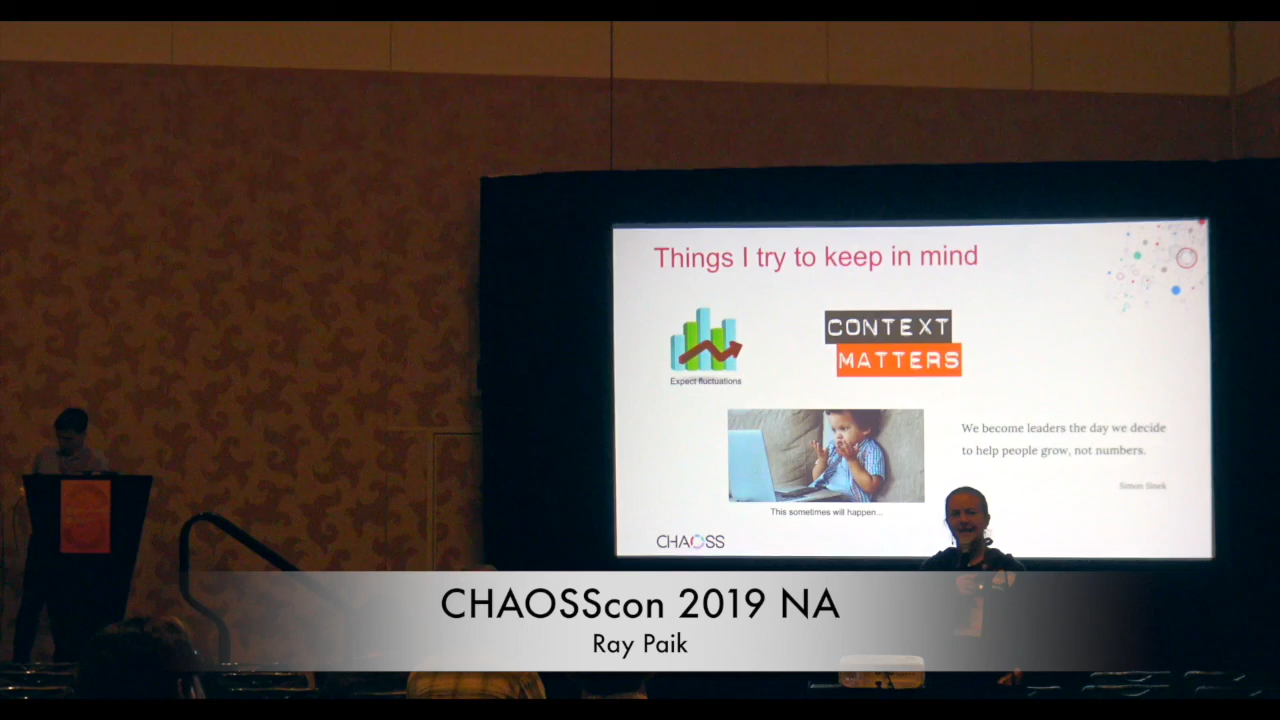 Things I try to keep in mind
Expect fluctuations
CONTEXT
MATTERS
We become leaders the day we decide
to help people grow, not numbers.
Simon Sinek
This sometimes will happen...
CHAOSS
CHAOSScon 2019 NA
Ray Paik